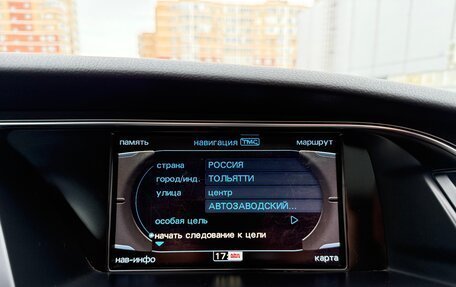 память навигация TMC маршрут
страна РОССИЯ
город/инд. ТОЛЬЯТТИ
улица центр
АВТОЗАВОДСКИЙ...
особая цель
начать следование к цели
нав-инфо карта